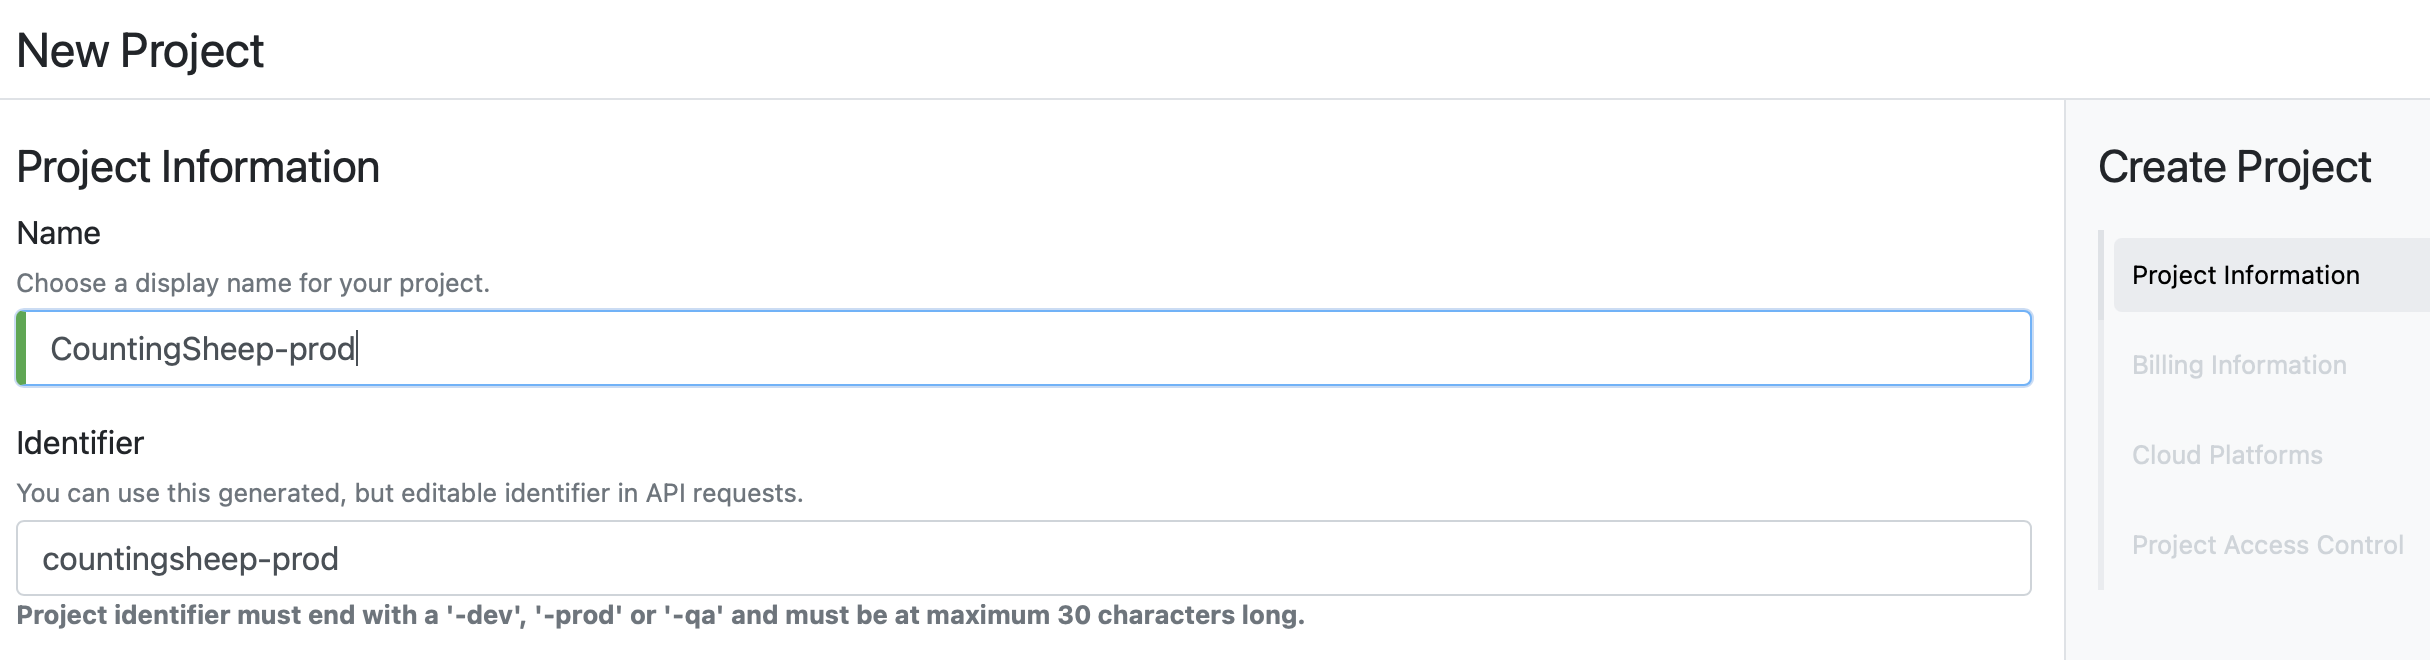 New Project
Project Information
Name
Choose a display name for your project.
CountingSheep-prod
Identifier
You can use this generated, but editable identifier in API requests.
countingsheep-prod
Project identifier must end with a '-dev', '-prod' or '-qa' and must be at maximum 30 characters long.
Create Project
Project Information
Billing Information
Cloud Platforms
Project Access Control